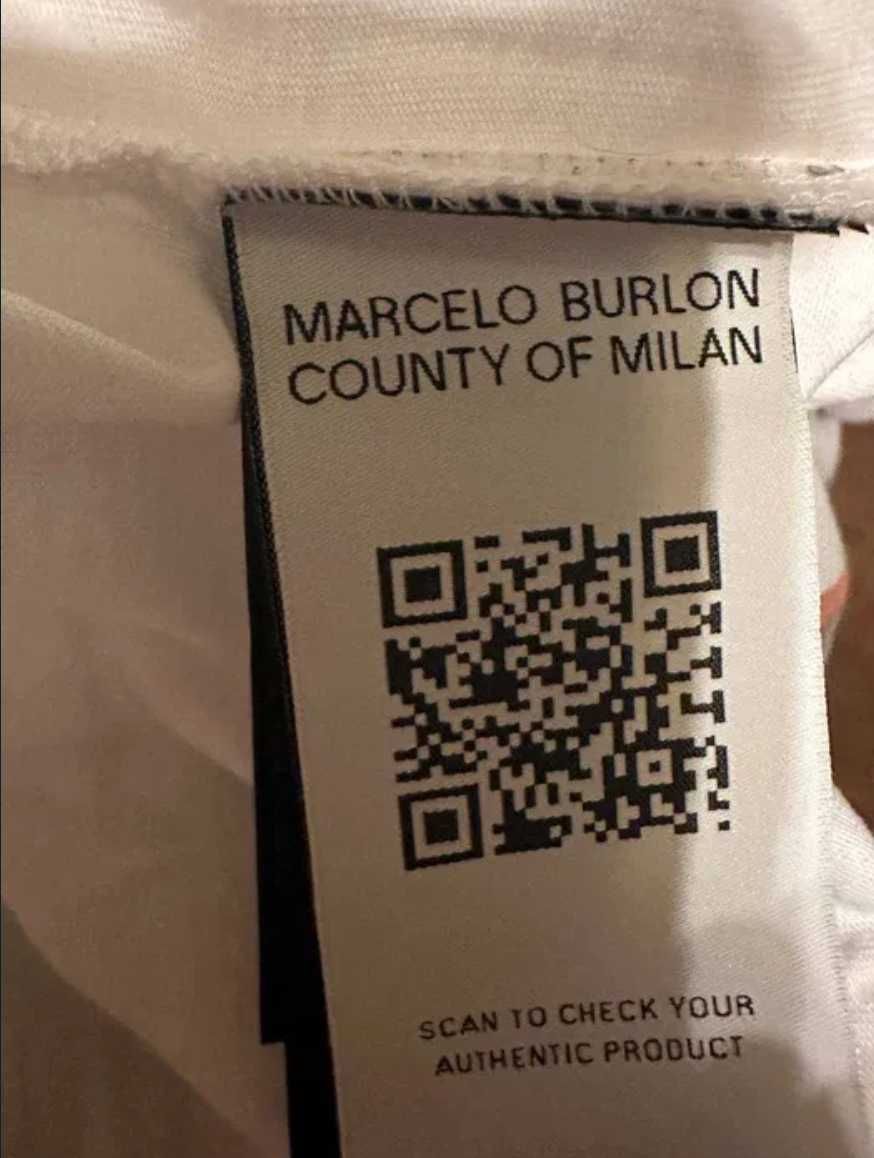 MARCELO BURLON
COUNTY OF MILAN
SCAN TO CHECK YOUR
AUTHENTIC PRODUCT